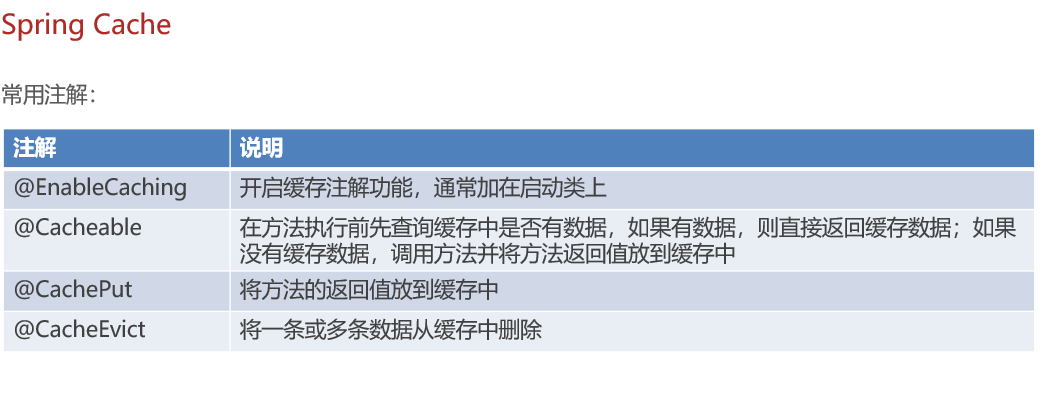 Spring Cache
常用注解：
注解 说明
@EnableCaching 开启缓存注解功能，通常加在启动类上
@Cacheable 在方法执行前先查询缓存中是否有数据，如果有数据，则直接返回缓存数据；如果
没有缓存数据，调用方法并将方法返回值放到缓存中
@CachePut 将方法的返回值放到缓存中
@CacheEvict 将一条或多条数据从缓存中删除